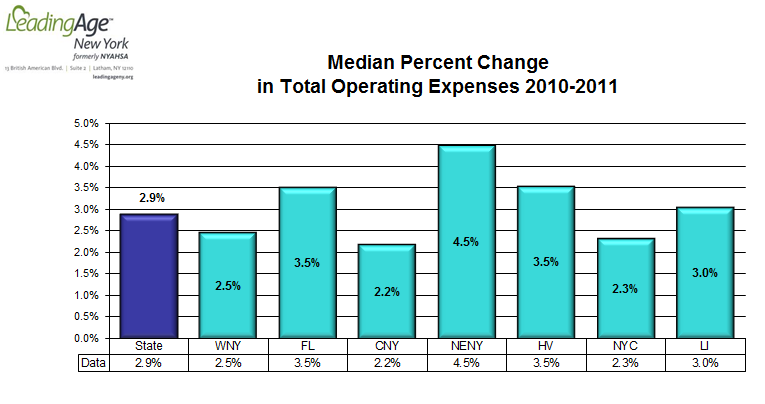 LeadingAge™
New York
formerly NYAHSA
13 British American Blvd. | Suite 2 | Latham, NY 12110
leadingageny.org
Median Percent Change
in Total Operating Expenses 2010-2011
5.0%
4.5%
4.0%
3.5%
3.0%
2.5%
2.0%
1.5%
1.0%
0.5%
0.0%
2.9%
2.5%
3.5%
2.2%
4.5%
3.5%
2.3%
3.0%
State WNY FL CNY NENY HV NYC LI
Data 2.9% 2.5% 3.5% 2.2% 4.5% 3.5% 2.3% 3.0%